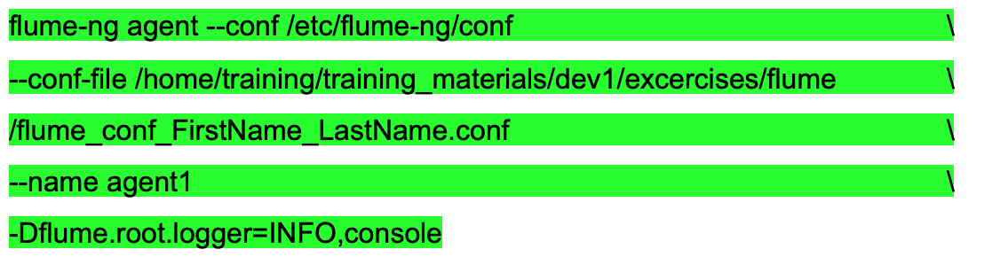 flume-ng agent --conf /etc/flume-ng/conf \
--conf-file /home/training/training_materials/dev1/excercises/flume \
/flume_conf_FirstName_LastName.conf \
--name agent1 \
-Dflume.root.logger=INFO,console